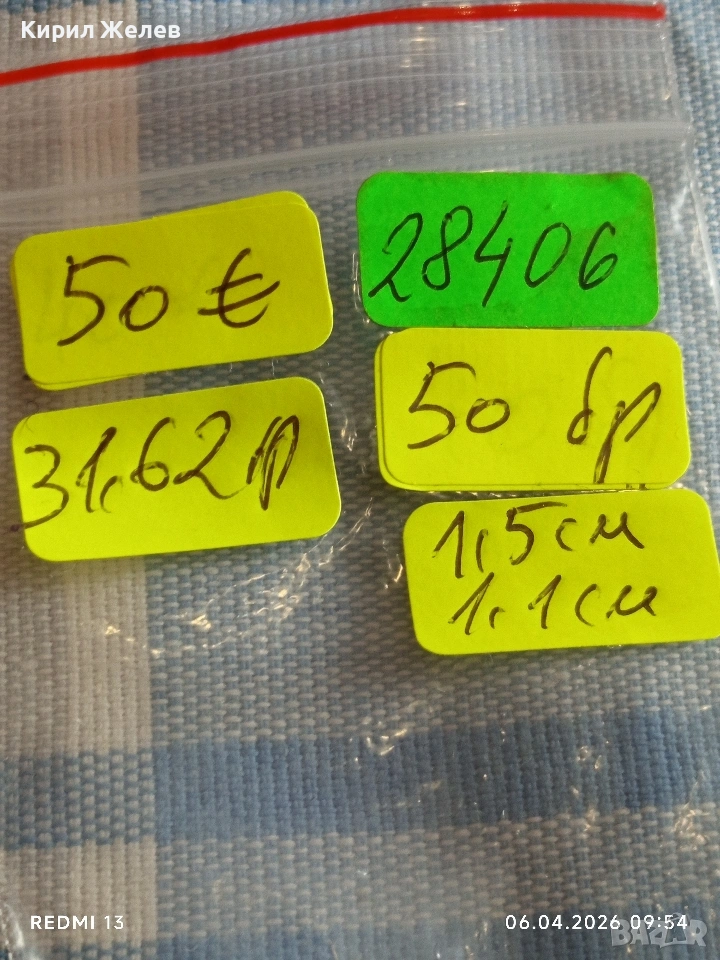 Кирил Желев
50 €
28406
50 бр
31,62 гр
1,5 см
1,1 см
REDMI 13
06.04.2026 09:54
BAZAR